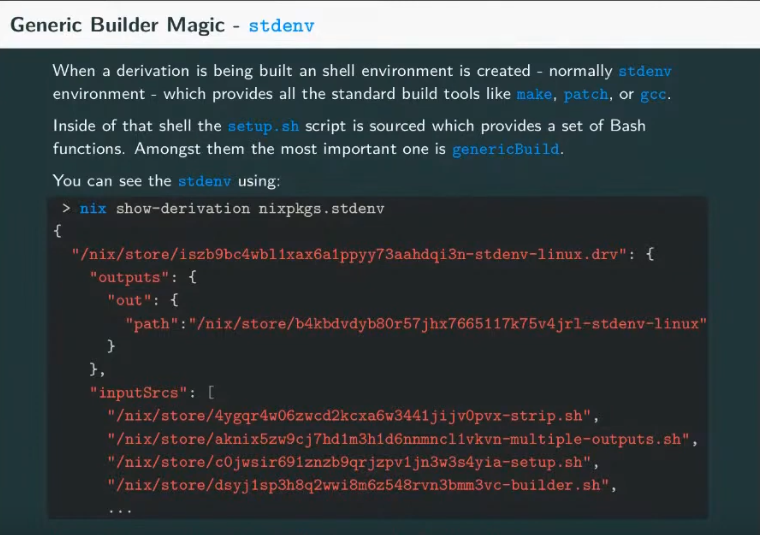 Generic Builder Magic - stdenv
When a derivation is being built an shell environment is created - normally stdenv
environment - which provides all the standard build tools like make, patch, or gcc.
Inside of that shell the setup.sh script is sourced which provides a set of Bash
functions. Amongst them the most important one is genericBuild.
You can see the stdenv using:
> nix show-derivation nixpkgs.stdenv
{
"/nix/store/iszb9bc4wbl1xax6a1ppyy73aahdqi3n-stdenv-linux.drv": {
"outputs": {
"out": {
"path":"/nix/store/b4kbdvdyb80r57jhx7665117k75v4jrl-stdenv-linux"
}
},
"inputSrcs": [
"/nix/store/4ygqr4w06zwcd2kcxa6w3441jijv0pvx-strip.sh",
"/nix/store/aknix5zw9cj7hd1m3h1d6nnmncl1vkvn-multiple-outputs.sh",
"/nix/store/c0jwsir691znzb9qrjzpv1jn3w3s4yia-setup.sh",
"/nix/store/dsyj1sp3h8q2wwi8m6z548rvn3bmm3vc-builder.sh",
...